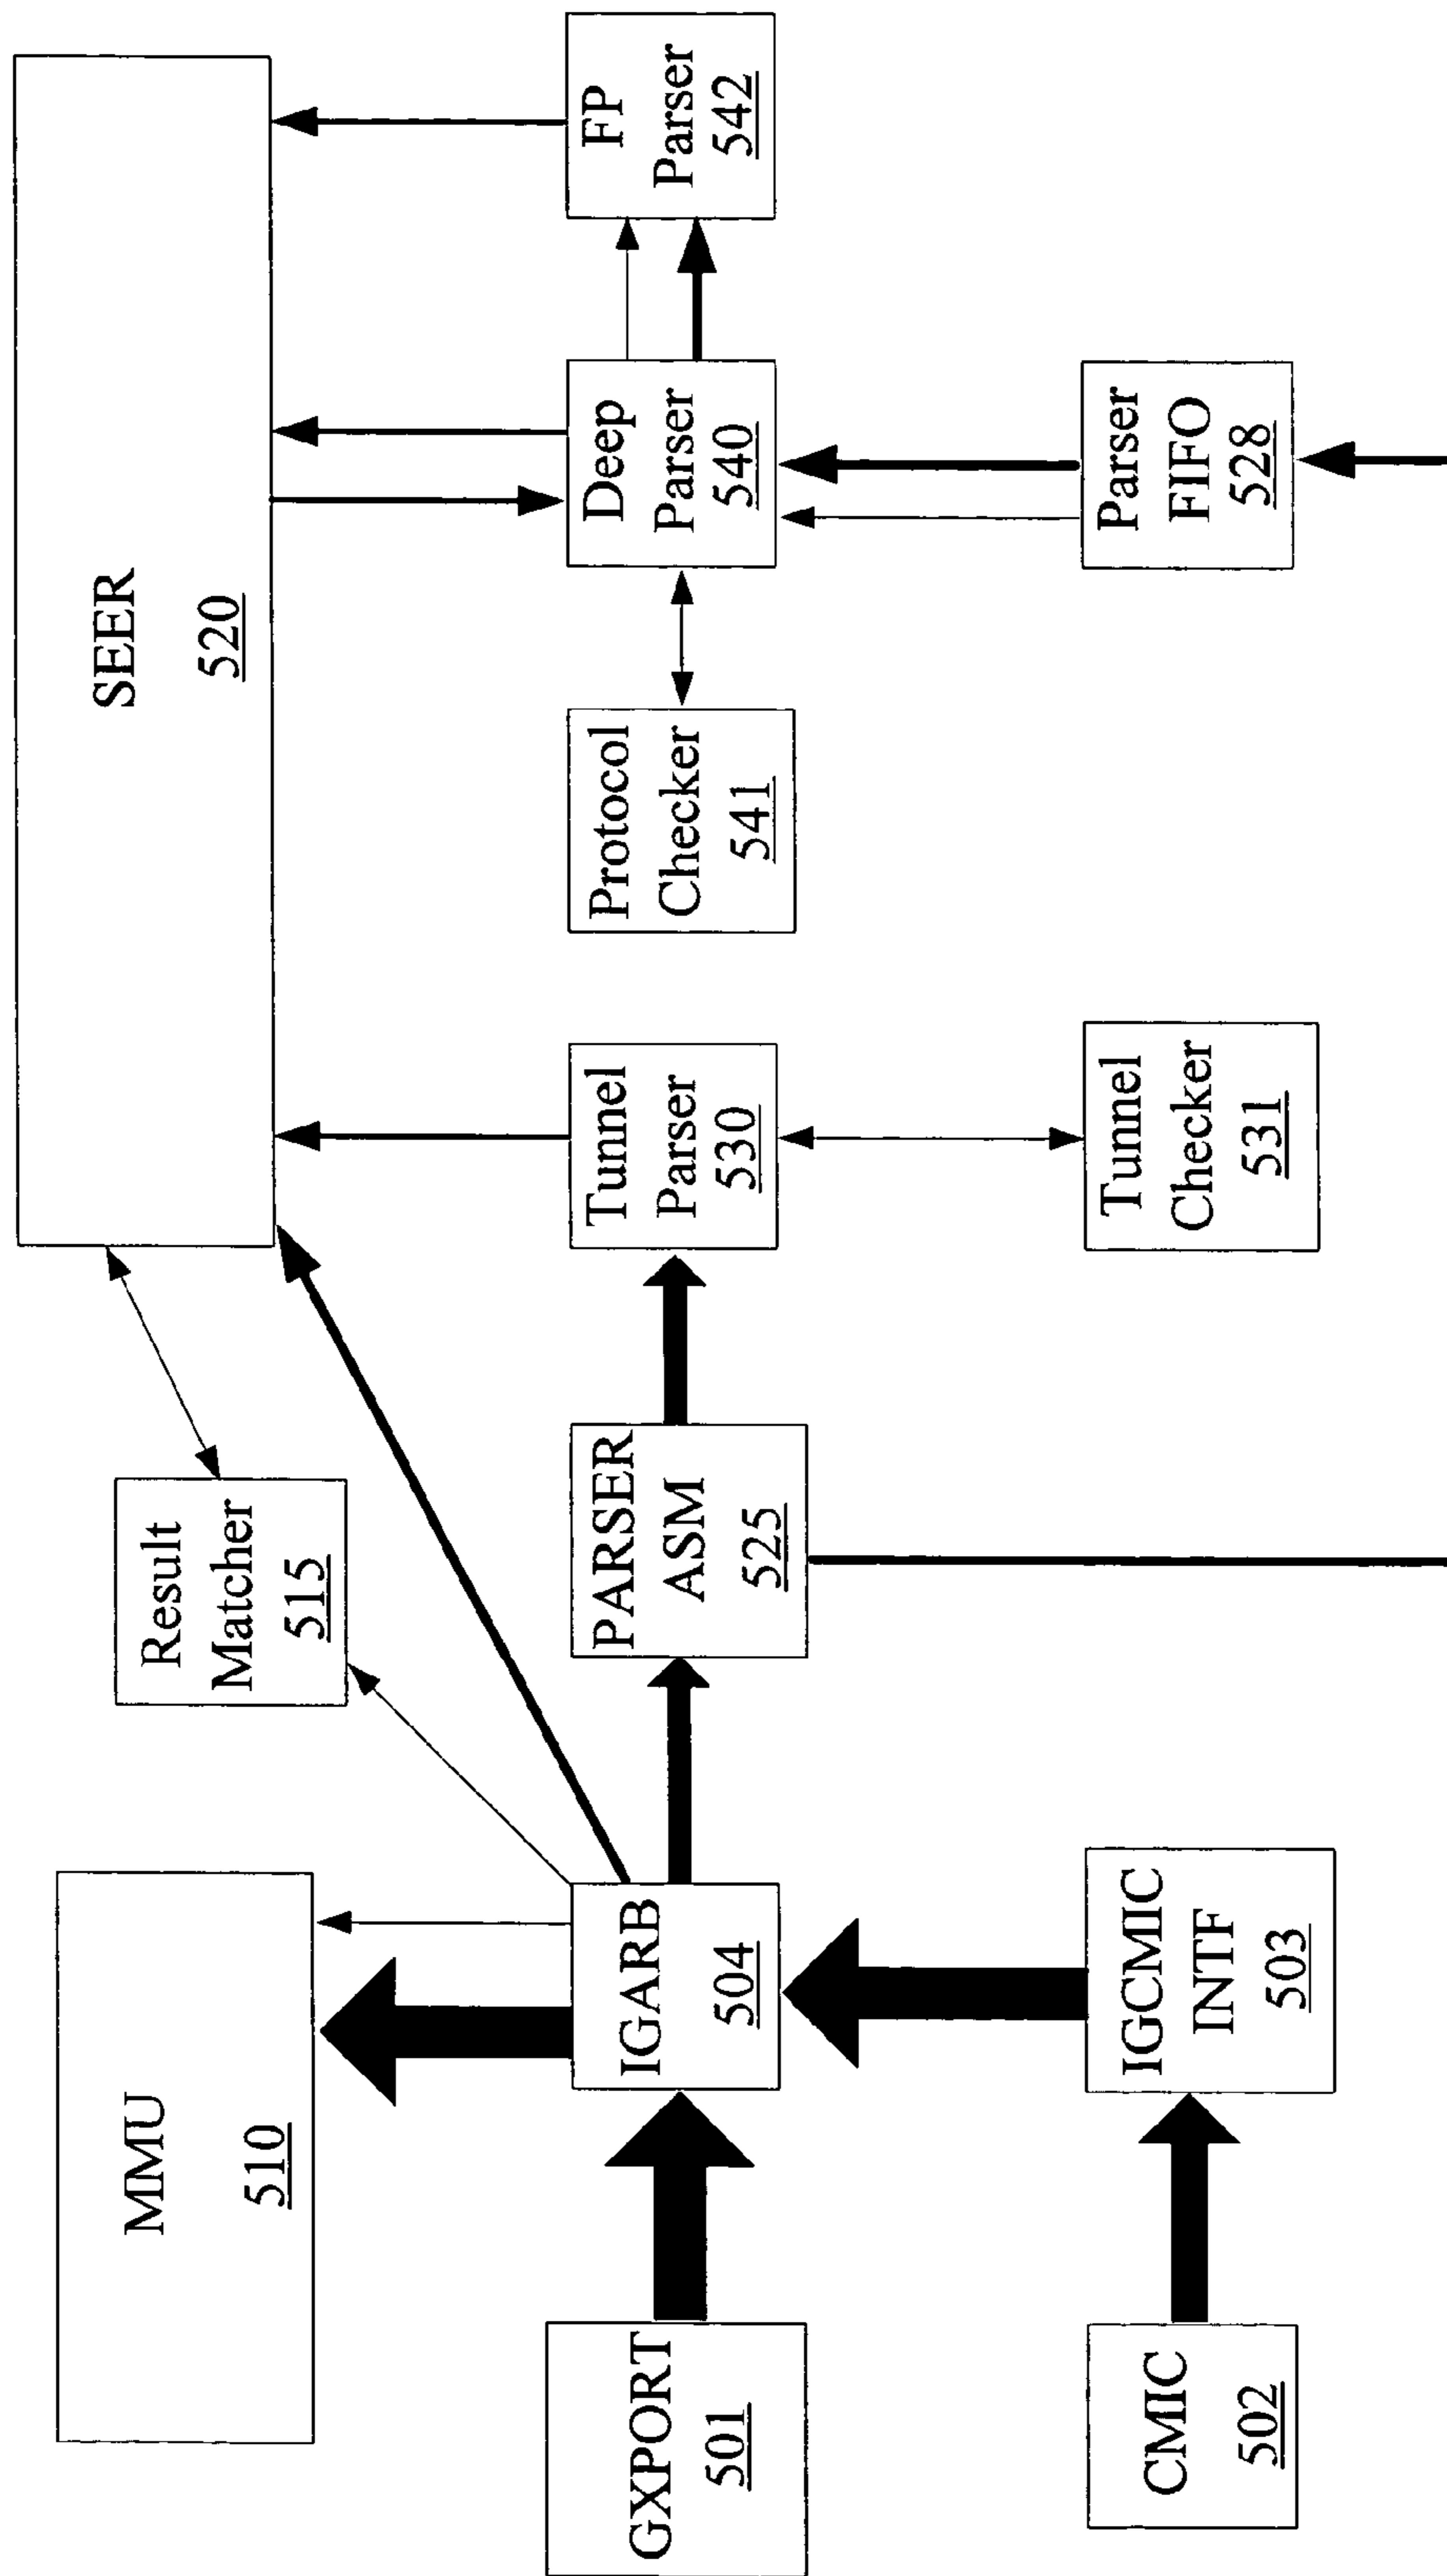 MMU
510
SEER
520
Result
Matcher
515
GXPORT
501
IGARB
504
PARSER
ASM
525
Tunnel
Parser
530
Protocol
Checker
541
Deep
Parser
540
FP
Parser
542
CMIC
502
IGCMIC
INTF
503
Tunnel
Checker
531
Parser
FIFO
528